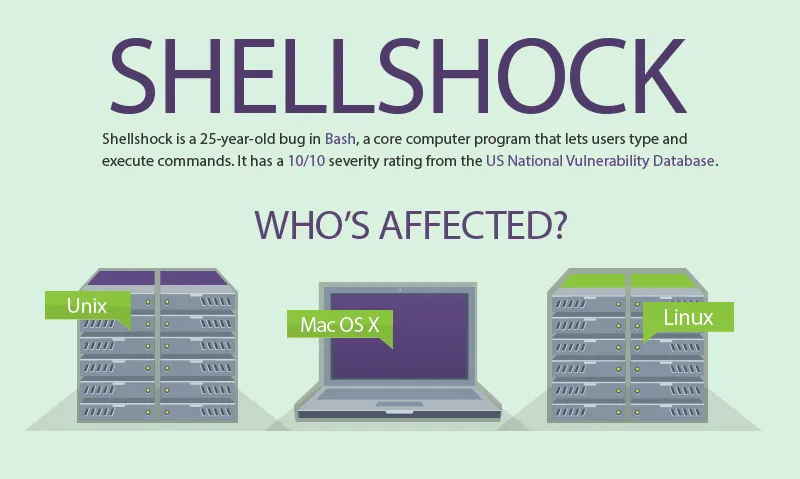 SHELLSHOCK
Shellshock is a 25-year-old bug in Bash, a core computer program that lets users type and
execute commands. It has a 10/10 severity rating from the US National Vulnerability Database.
WHO'S AFFECTED?
Unix
Mac OS X
Linux